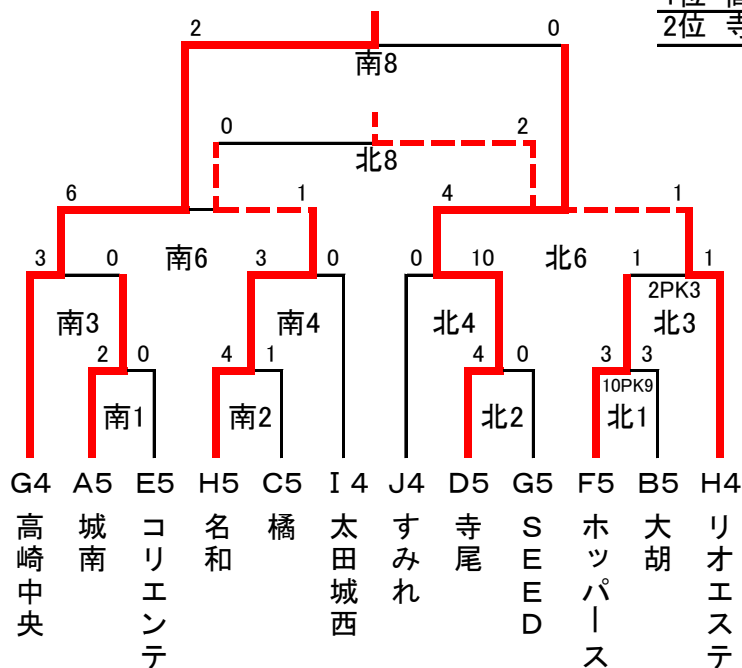 2位 寺
2 0
南8
0 2
北8
6 1 4 1
南6 北6
3 0 3 0 0 10 1 1
2PK3
南3 南4 北4 北3
2 0 4 1 4 0 3 3
10PK9
南1 南2 北2 北1
G4 A5 E5 H5 C5 I4 J4 D5 G5 F5 B5 H4
高崎中央
城南
コリエンテ
名和
橘
太田城西
すみれ
寺尾
SEED
ホッパース
大胡
リオエステ